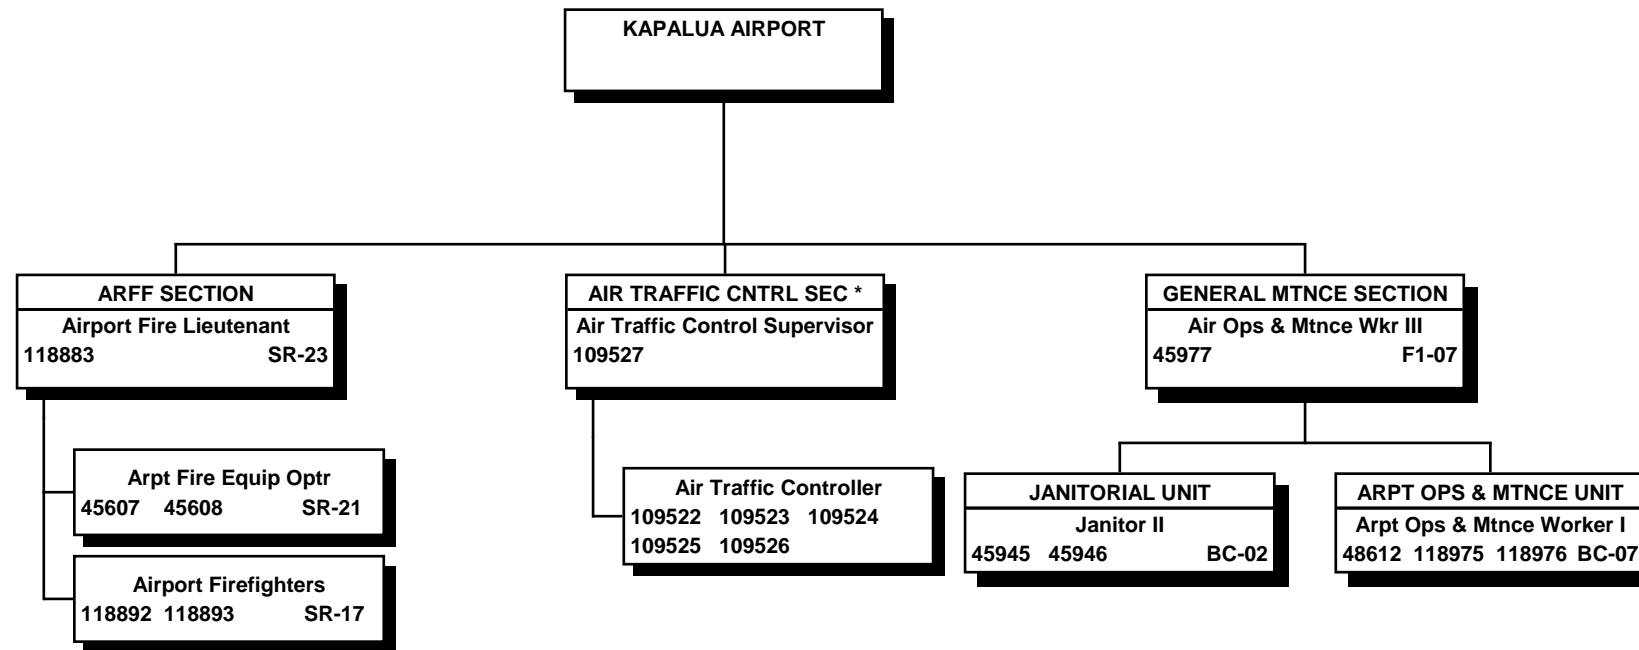 KAPALUA AIRPORT
ARFF SECTION
Airport Fire Lieutenant
118883 SR-23
Arpt Fire Equip Optr
45607 45608 SR-21
Airport Firefighters
118892 118893 SR-17
AIR TRAFFIC CNTRL SEC *
Air Traffic Control Supervisor
109527
Air Traffic Controller
109522 109523 109524
109525 109526
GENERAL MTNCE SECTION
Air Ops & Mtnce Wkr III
45977 F1-07
JANITORIAL UNIT
Janitor II
45945 45946 BC-02
ARPT OPS & MTNCE UNIT
Arpt Ops & Mtnce Worker I
48612 118975 118976 BC-07